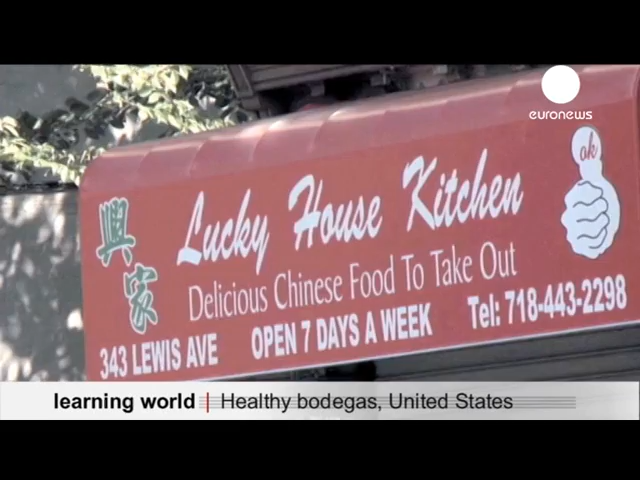 euronews
ok
Lucky House Kitchen
興家
Delicious Chinese Food To Take Out
343 LEWIS AVE OPEN 7 DAYS A WEEK Tel: 718-443-2298
learning world | Healthy bodegas, United States